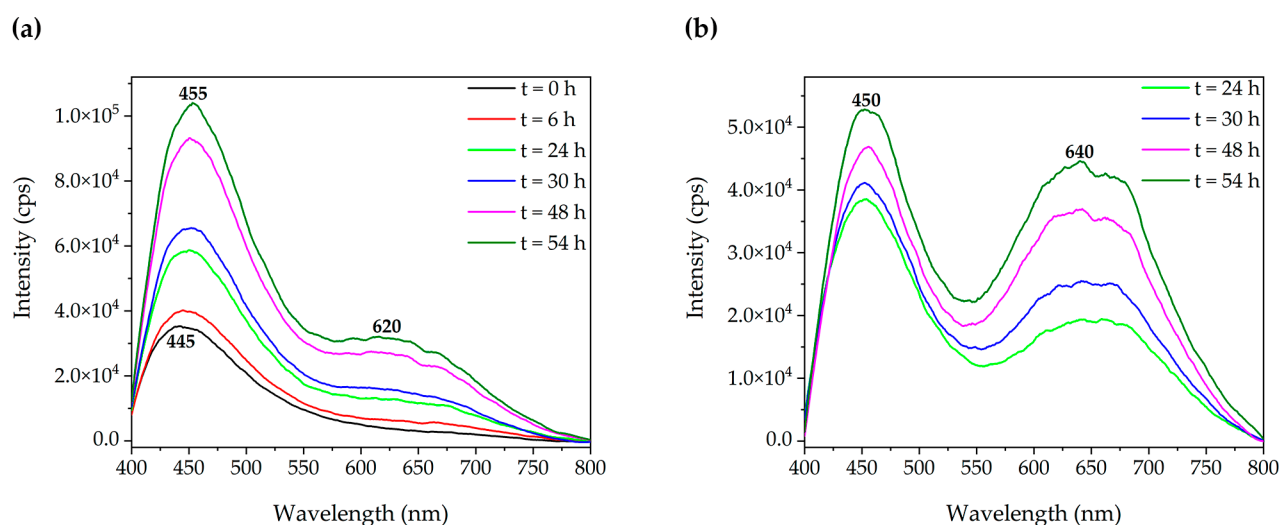 (a)
455
445
620
t = 0 h
t = 6 h
t = 24 h
t = 30 h
t = 48 h
t = 54 h
1.0×10⁵
8.0×10⁴
6.0×10⁴
4.0×10⁴
2.0×10⁴
0.0
Intensity (cps)
400 450 500 550 600 650 700 750 800
Wavelength (nm)
(b)
450
640
t = 24 h
t = 30 h
t = 48 h
t = 54 h
5.0×10⁴
4.0×10⁴
3.0×10⁴
2.0×10⁴
1.0×10⁴
0.0
Intensity (cps)
400 450 500 550 600 650 700 750 800
Wavelength (nm)